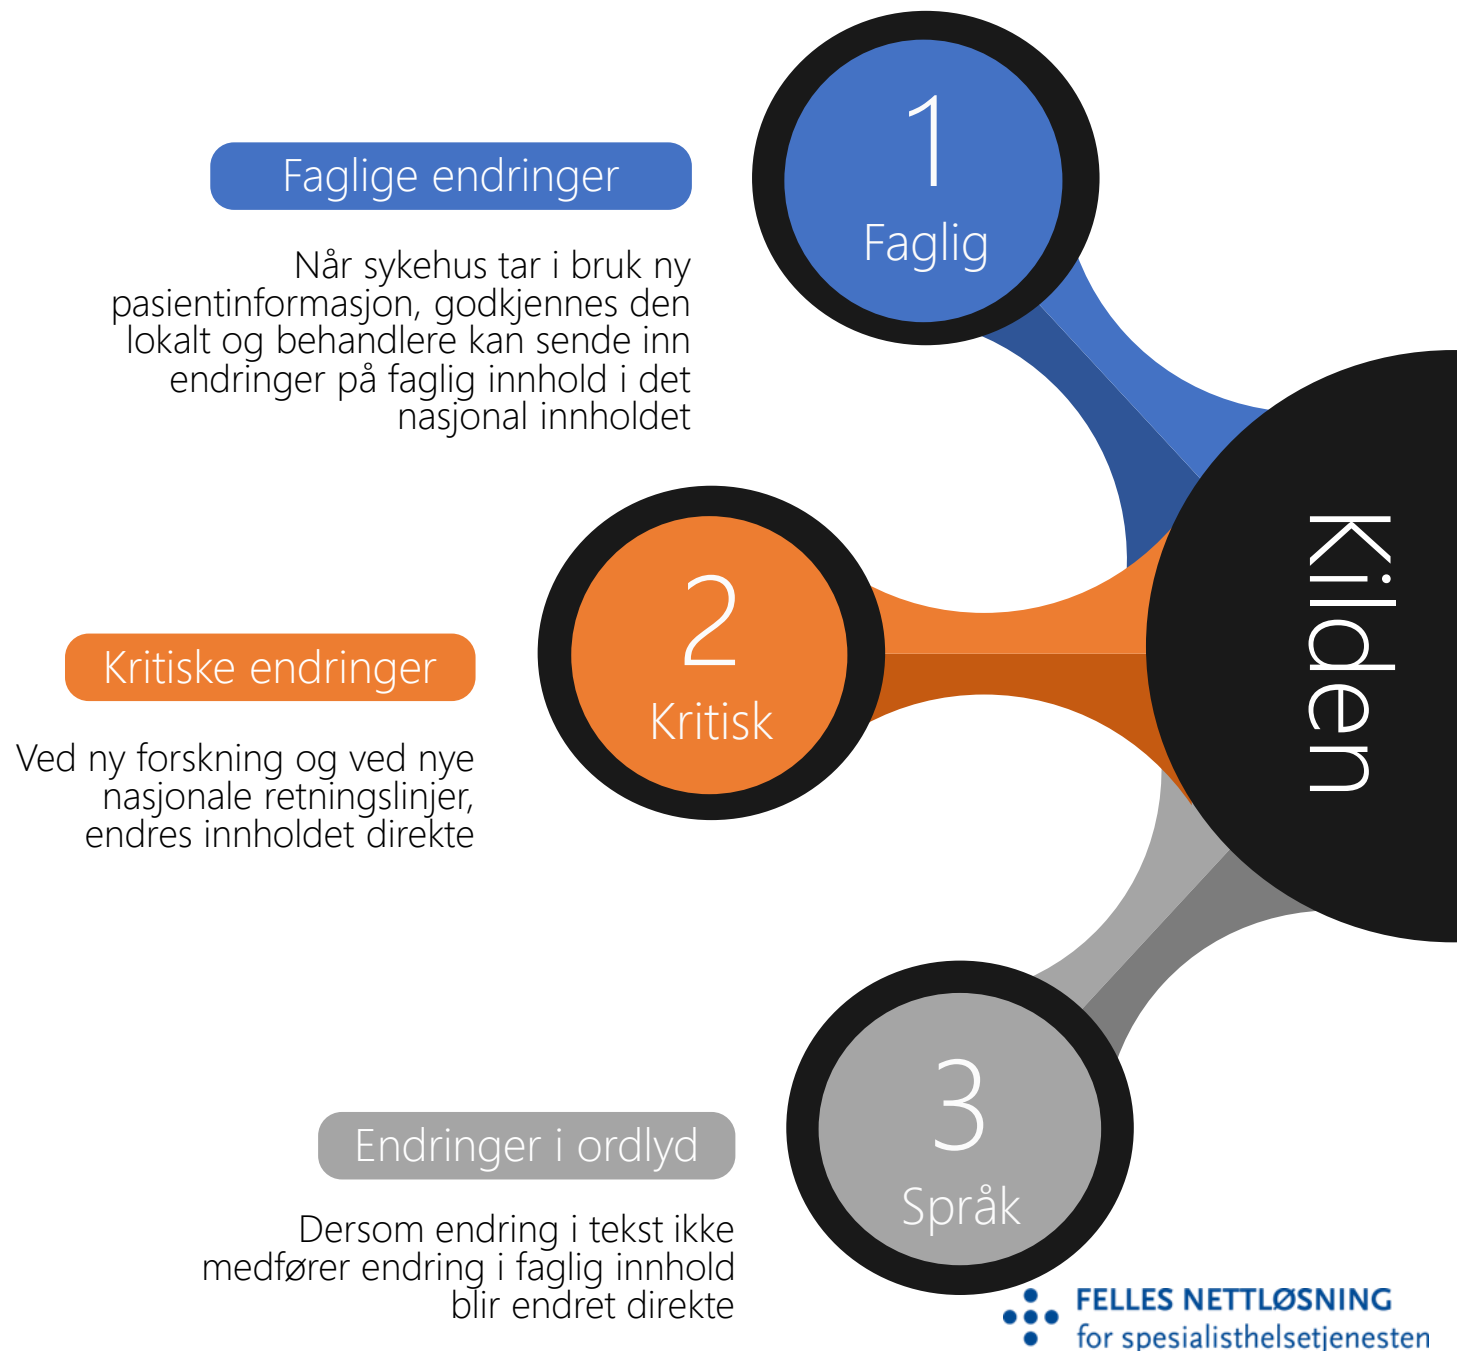 1
Faglig
Faglige endringer
Når sykehus tar i bruk ny
pasientinformasjon, godkjennes den
lokalt og behandlere kan sende inn
endringer på faglig innhold i det
nasjonal innholdet
Kilden
2
Kritisk
Kritiske endringer
Ved ny forskning og ved nye
nasjonale retningslinjer,
endres innholdet direkte
3
Språk
Endringer i ordlyd
Dersom endring i tekst ikke
medfører endring i faglig innhold
blir endret direkte
FELLES NETTLØSNING
for spesialisthelsetjenesten